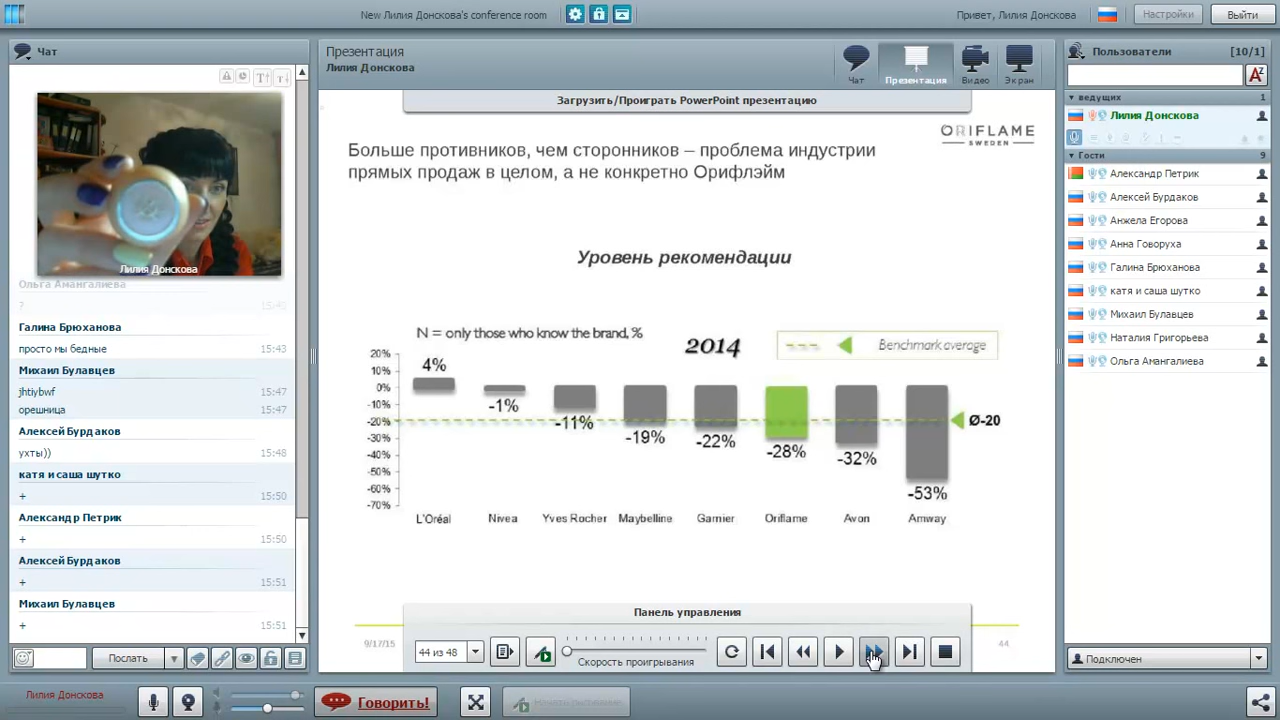 New Лилия Донскова's conference room
Привет, Лилия Донскова
Настройки
Выйти
Чат
Лилия Донскова
Ольга Амангалиева
?
Галина Брюханова
просто мы бедные 15:43
Михаил Булавцев
jhtiybwf 15:47
орешница 15:47
Алексей Бурдаков
ухты)) 15:48
катя и саша шутко
+ 15:50
Александр Петрик
+ 15:50
Алексей Бурдаков
+ 15:51
Михаил Булавцев
+ 15:51
Послать
Презентация
Лилия Донскова
Чат
Презентация
Видео
Экран
Загрузить/Проиграть PowerPoint презентацию
ORIFLAME
SWEDEN
Больше противников, чем сторонников – проблема индустрии
прямых продаж в целом, а не конкретно Орифлэйм
Уровень рекомендации
N = only those who know the brand, %
2014
Benchmark average
20%
10%
0%
-10%
-20%
-30%
-40%
-50%
-60%
-70%
4%
-1%
-11%
-19%
-22%
-28%
-32%
-53%
Ø-20
L'Oréal
Nivea
Yves Rocher
Maybelline
Garnier
Oriflame
Avon
Amway
Панель управления
9/17/15
44 из 48
Скорость проигрывания
44
Пользователи [10/1]
ведущих 1
Лилия Донскова
Гости 9
Александр Петрик
Алексей Бурдаков
Анжела Егорова
Анна Говоруха
Галина Брюханова
катя и саша шутко
Михаил Булавцев
Наталия Григорьева
Ольга Амангалиева
Подключен
Лилия Донскова
Говорить!